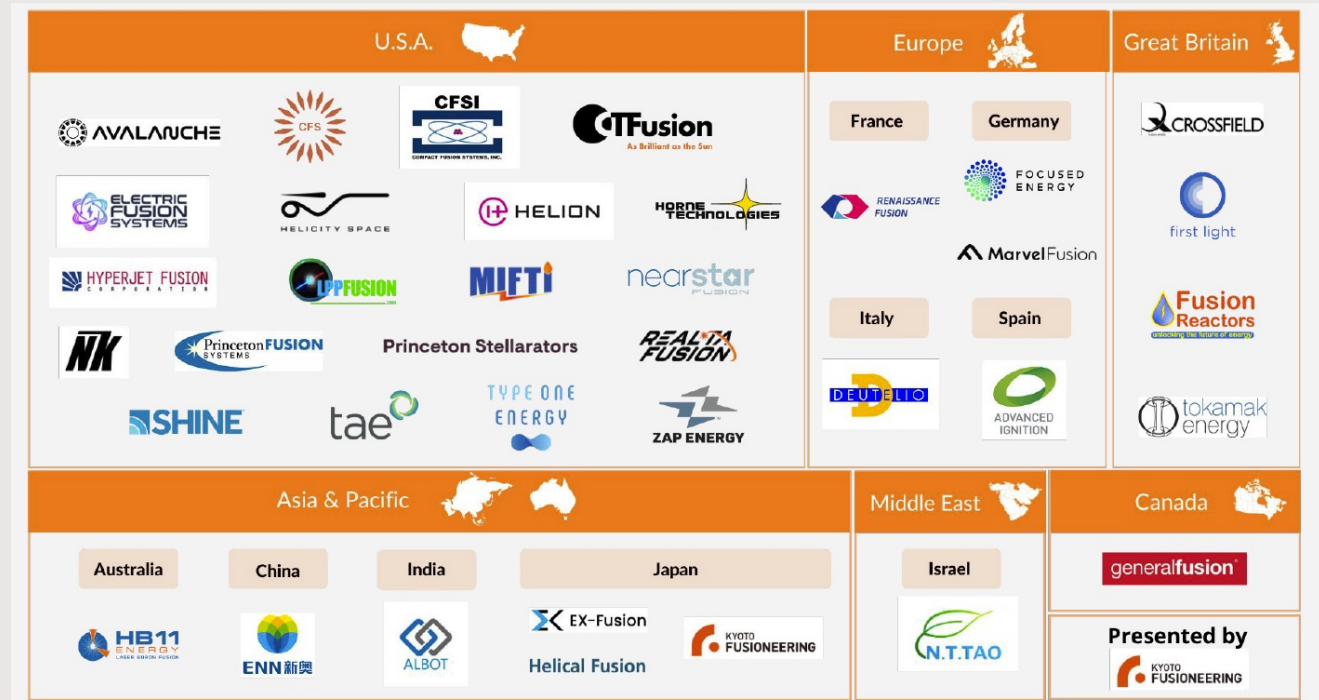 U.S.A.
Europe
Great Britain
AVALANCHE
CFS
CFSI
COMPACT FUSION SYSTEMS, INC.
CTFusion
As Brilliant as the Sun
ELECTRIC
FUSION
SYSTEMS
HELICITY SPACE
HELION
HORNE
TECHNOLOGIES
HYPERJET FUSION
CORPORATION
LPPFUSION
MIFTi
nearstar
FUSION
NK
Princeton FUSION
SYSTEMS
Princeton Stellarators
REALTA
FUSION
SHINE
tae
TYPE ONE
ENERGY
ZAP ENERGY
France
Germany
RENAISSANCE
FUSION
FOCUSED
ENERGY
Marvel Fusion
Italy
Spain
DEUTELIO
ADVANCED
IGNITION
CROSSFIELD
first light
Fusion
Reactors
unlocking the future of energy
tokamak
energy
Asia & Pacific
Middle East
Canada
Australia
China
India
Japan
Israel
HB11
ENERGY
LASER BORON FUSION
ENN新奥
ALBOT
EX-Fusion
Helical Fusion
KYOTO
FUSIONEERING
N.T.TAO
generalfusion
Presented by
KYOTO
FUSIONEERING